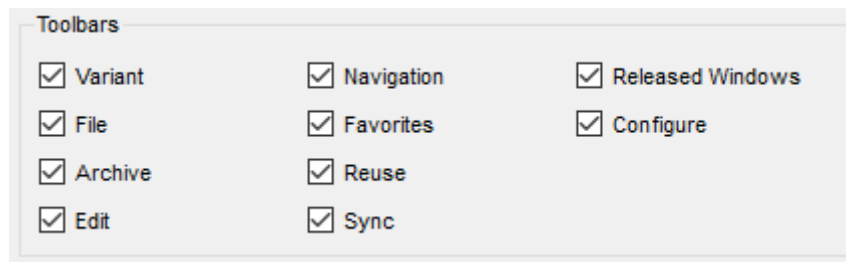 Toolbars
Variant
Navigation
Released Windows
File
Favorites
Configure
Archive
Reuse
Edit
Sync